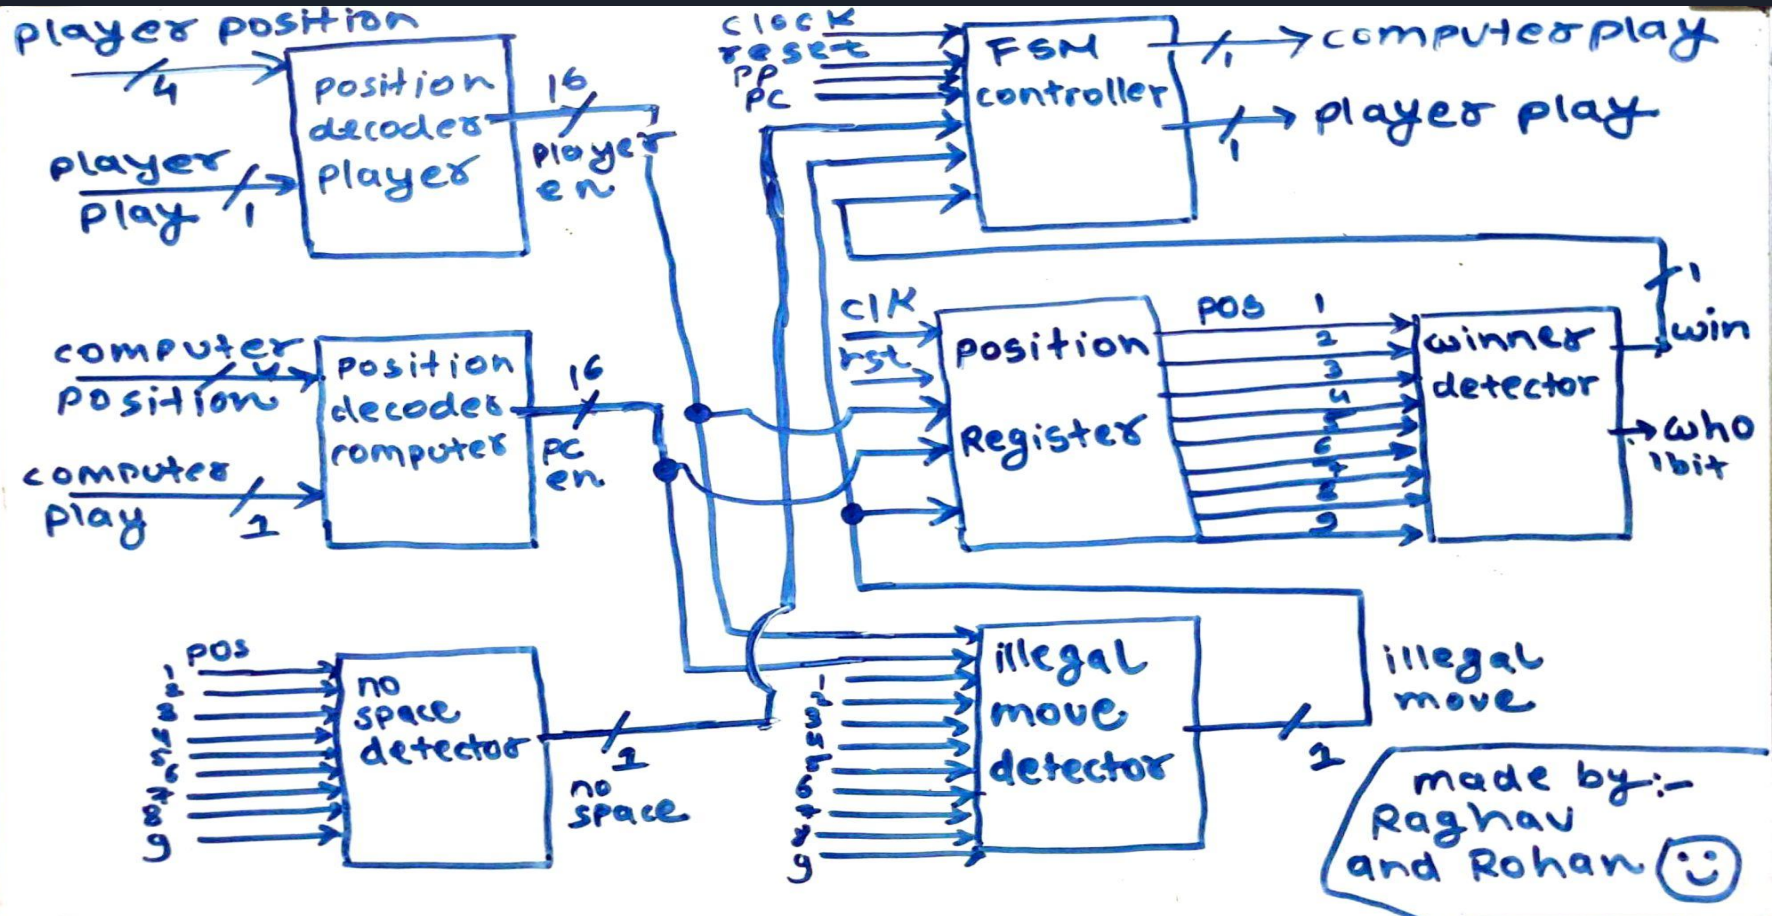 player position
4
player
play
1
position
decoder
player
16
player
en
clock
reset
PP
PC
FSM
controller
1
computer play
1
player play
computer
position
4
computer
play
1
position
decoder
computer
16
PC
en
clk
rst
position
Register
POS
1
2
3
4
5
6
7
8
9
winner
detector
1
win
who
1bit
POS
1
2
3
4
5
6
7
8
9
no
space
detector
1
no
space
1
2
3
4
5
6
7
8
9
illegal
move
detector
1
illegal
move
made by:-
Raghav
and Rohan